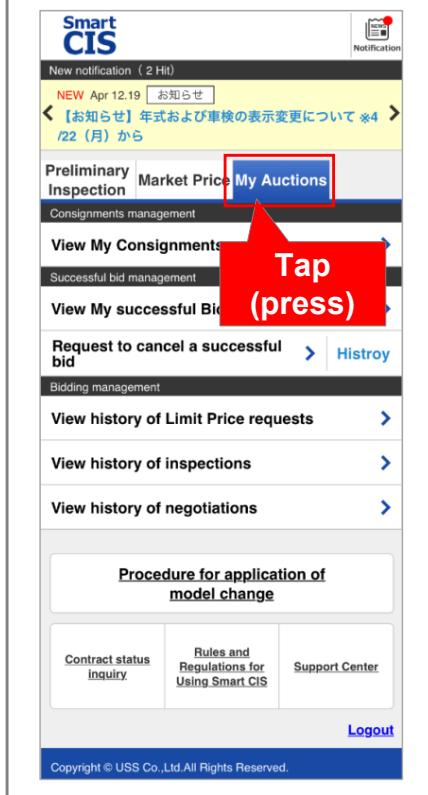 Smart
CIS
NEWS
Notification
New notification ( 2 Hit)
NEW Apr 12.19 お知らせ
【お知らせ】年式および車検の表示変更について ※4
/22（月）から
Preliminary
Inspection
Market Price
My Auctions
Consignments management
View My Consignments
Tap
(press)
Successful bid management
View My successful Bi
Request to cancel a successful
bid
Histroy
Bidding management
View history of Limit Price requests
View history of inspections
View history of negotiations
Procedure for application of
model change
Contract status
inquiry
Rules and
Regulations for
Using Smart CIS
Support Center
Logout
Copyright © USS Co.,Ltd.All Rights Reserved.